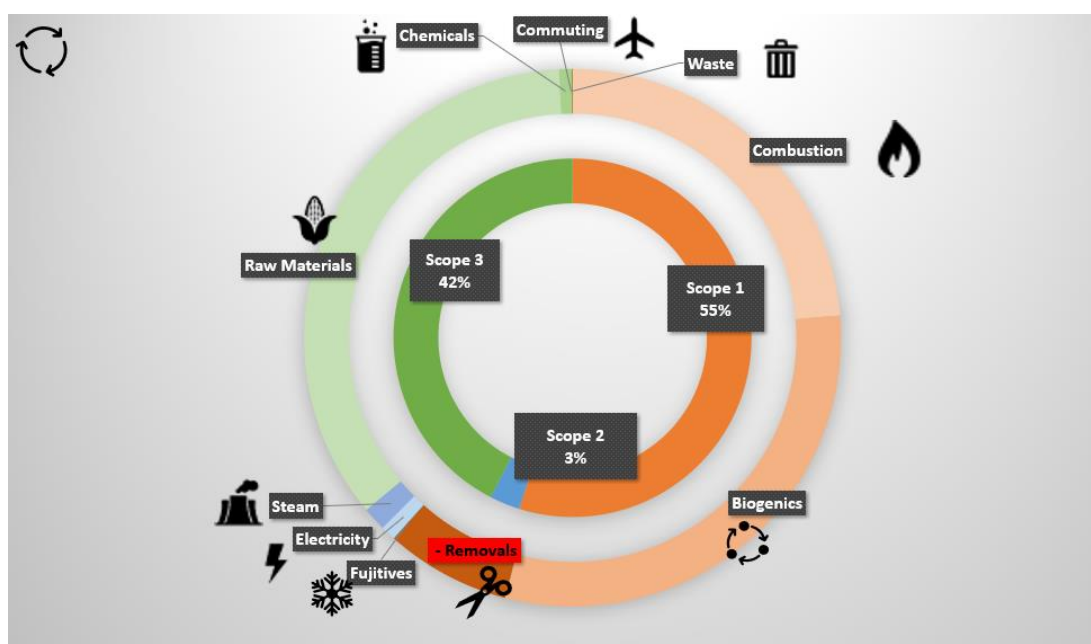 Commuting
Chemicals
Waste
Combustion
Raw Materials
Scope 3
42%
Scope 1
55%
Scope 2
3%
Biogenics
Steam
Electricity
- Removals
Fujitives